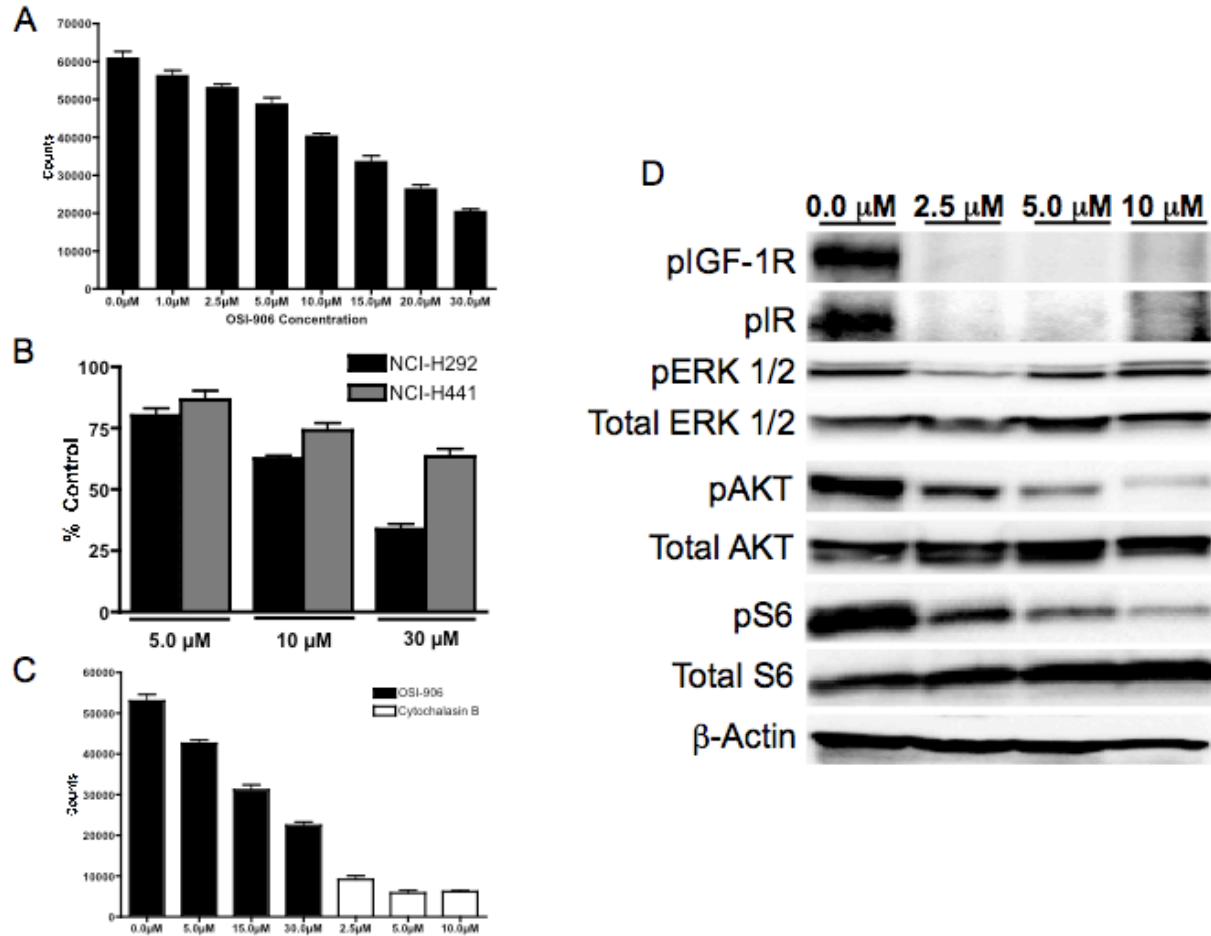 A
70000
60000
50000
40000
30000
20000
10000
0
Counts
0.0µM 1.0µM 2.5µM 5.0µM 10.0µM 15.0µM 20.0µM 30.0µM
OSI-906 Concentration
B
NCI-H292
NCI-H441
100
75
50
25
0
% Control
5.0 µM 10 µM 30 µM
C
OSI-906
Cytochalasin B
60000
50000
40000
30000
20000
10000
0
Counts
0.0µM 5.0µM 15.0µM 30.0µM 2.5µM 5.0µM 10.0µM
D
0.0 µM 2.5 µM 5.0 µM 10 µM
pIGF-1R
pIR
pERK 1/2
Total ERK 1/2
pAKT
Total AKT
pS6
Total S6
β-Actin